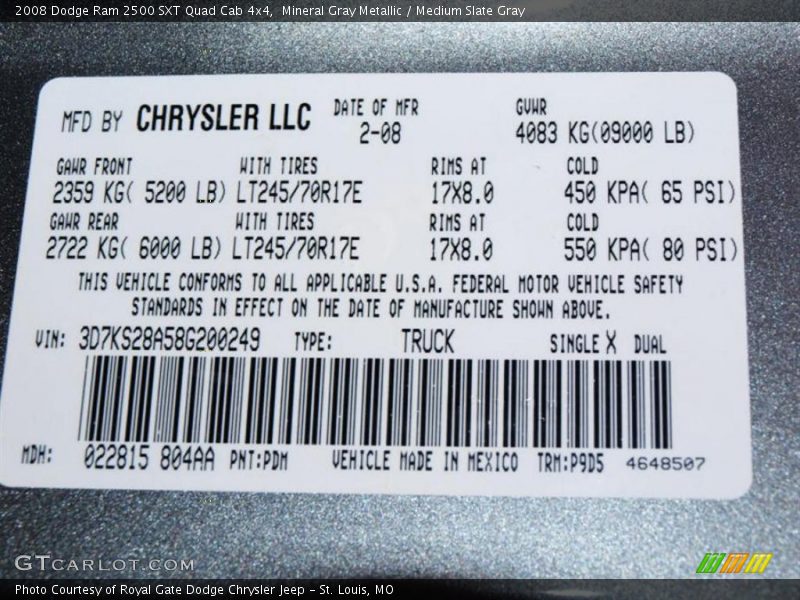 2008 Dodge Ram 2500 SXT Quad Cab 4x4,  Mineral Gray Metallic / Medium Slate Gray
MFD BY CHRYSLER LLC DATE OF MFR GVWR
2-08 4083 KG(09000 LB)
GAWR FRONT WITH TIRES RIMS AT COLD
2359 KG( 5200 LB) LT245/70R17E 17X8.0 450 KPA( 65 PSI)
GAWR REAR WITH TIRES RIMS AT COLD
2722 KG( 6000 LB) LT245/70R17E 17X8.0 550 KPA( 80 PSI)
THIS VEHICLE CONFORMS TO ALL APPLICABLE U.S.A. FEDERAL MOTOR VEHICLE SAFETY
STANDARDS IN EFFECT ON THE DATE OF MANUFACTURE SHOWN ABOVE.
VIN: 3D7KS28A58G200249 TYPE: TRUCK SINGLE X DUAL
MDH: 022815 804AA PNT:PDM VEHICLE MADE IN MEXICO TRM:P9D5 4648507
GTCARLOT.COM
Photo Courtesy of Royal Gate Dodge Chrysler Jeep - St. Louis, MO